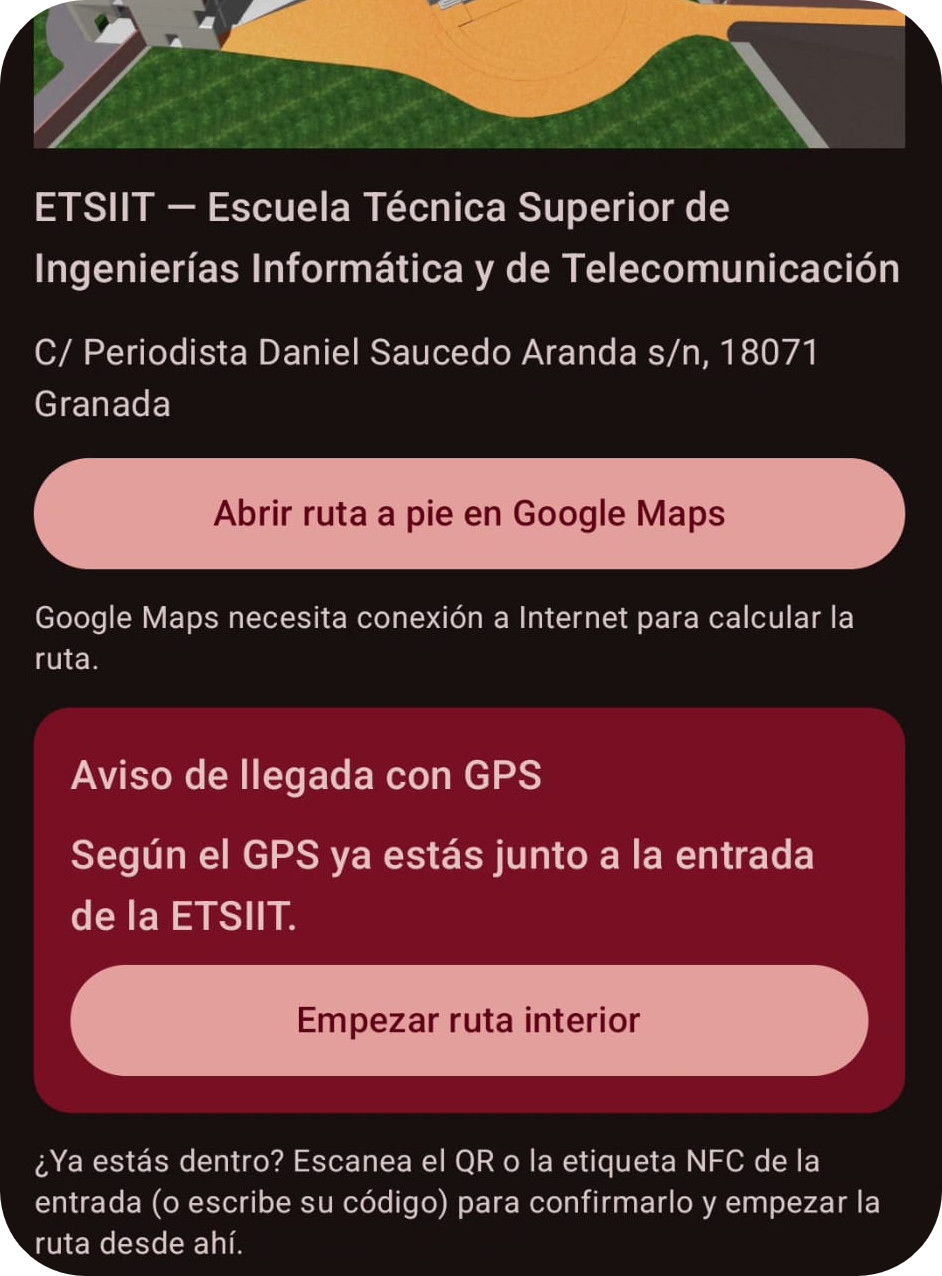 ETSIIT — Escuela Técnica Superior de
Ingenierías Informática y de Telecomunicación
C/ Periodista Daniel Saucedo Aranda s/n, 18071
Granada
Abrir ruta a pie en Google Maps
Google Maps necesita conexión a Internet para calcular la
ruta.
Aviso de llegada con GPS
Según el GPS ya estás junto a la entrada
de la ETSIIT.
Empezar ruta interior
¿Ya estás dentro? Escanea el QR o la etiqueta NFC de la
entrada (o escribe su código) para confirmarlo y empezar la
ruta desde ahí.